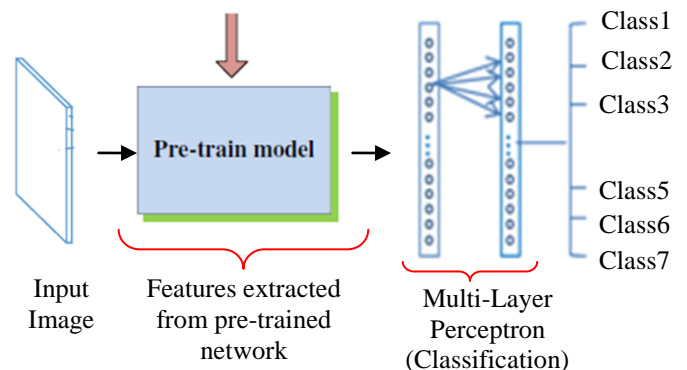 Class1
Class2
Class3
Pre-train model
Class5
Class6
Class7
Input
Image
Features extracted
from pre-trained
network
Multi-Layer
Perceptron
(Classification)